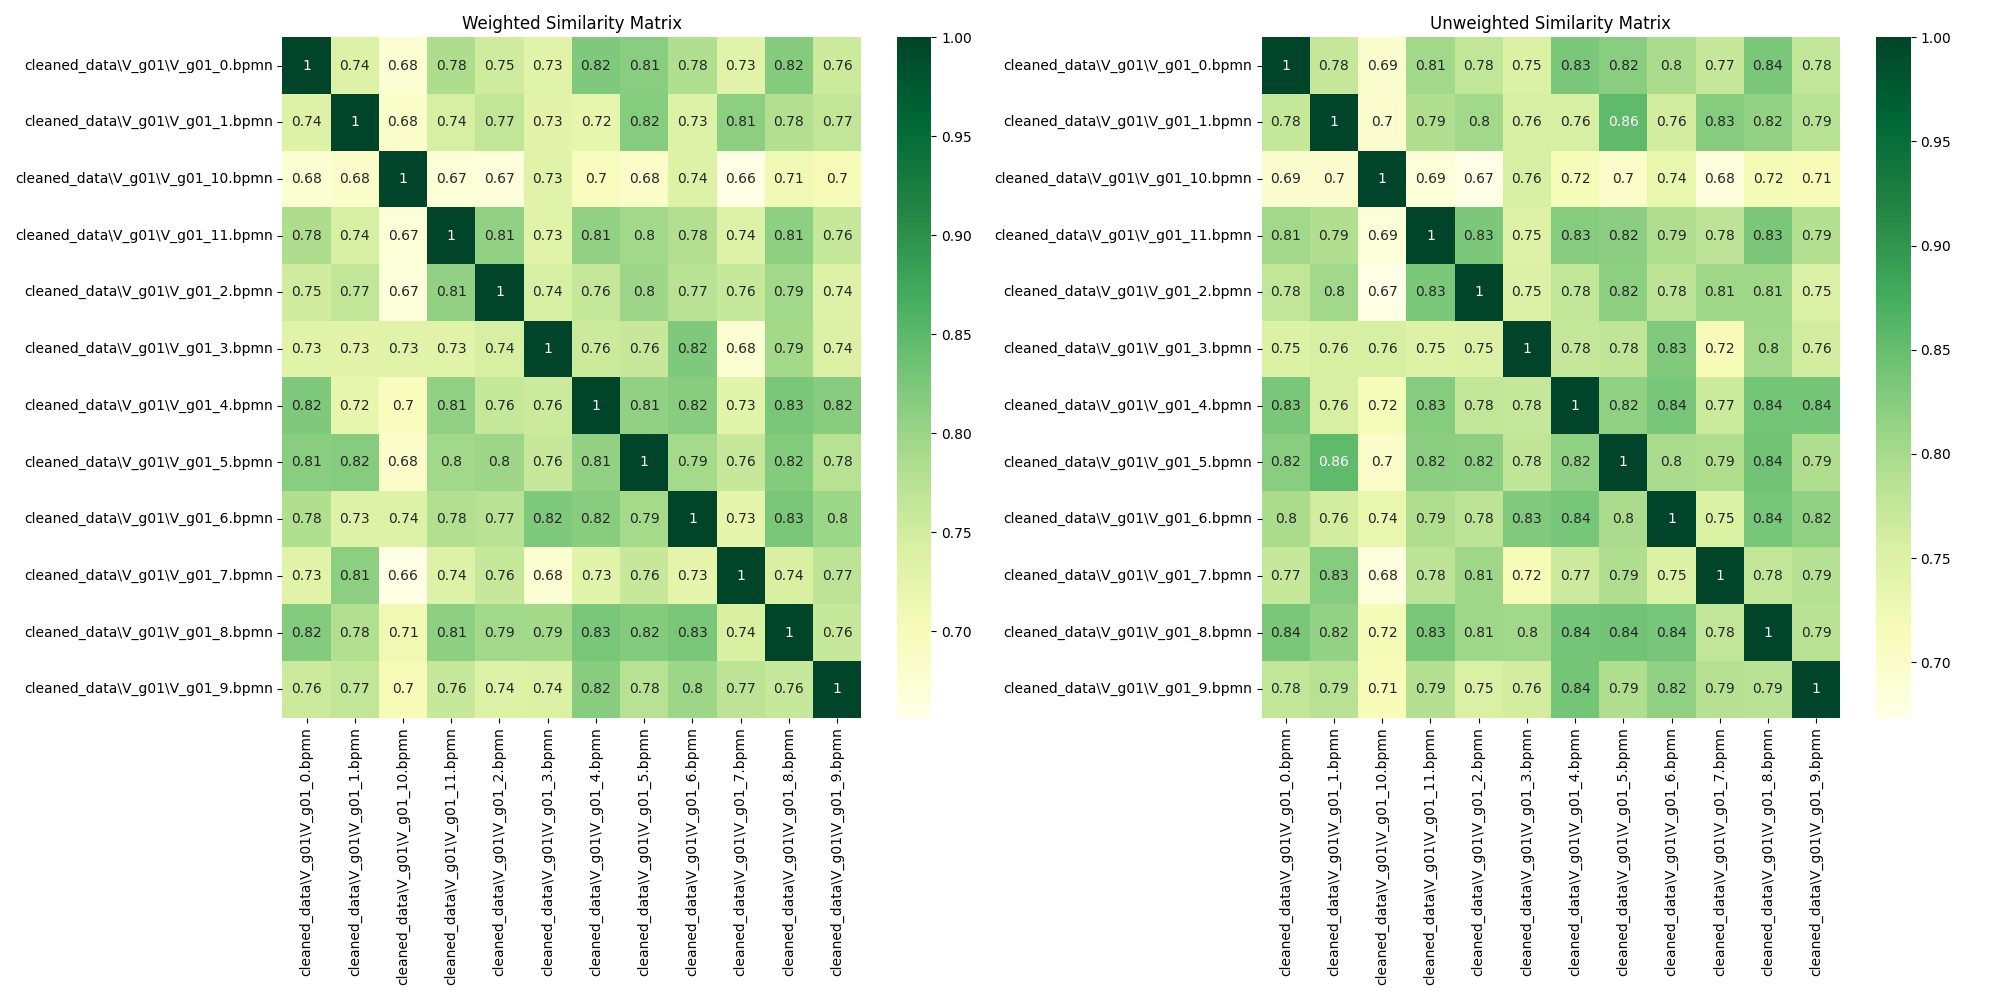 Weighted Similarity Matrix
cleaned_data\V_g01\V_g01_0.bpmn 1 0.74 0.68 0.78 0.75 0.73 0.82 0.81 0.78 0.73 0.82 0.76
cleaned_data\V_g01\V_g01_1.bpmn 0.74 1 0.68 0.74 0.77 0.73 0.72 0.82 0.73 0.81 0.78 0.77
cleaned_data\V_g01\V_g01_10.bpmn 0.68 0.68 1 0.67 0.67 0.73 0.7 0.68 0.74 0.66 0.71 0.7
cleaned_data\V_g01\V_g01_11.bpmn 0.78 0.74 0.67 1 0.81 0.73 0.81 0.8 0.78 0.74 0.81 0.76
cleaned_data\V_g01\V_g01_2.bpmn 0.75 0.77 0.67 0.81 1 0.74 0.76 0.8 0.77 0.76 0.79 0.74
cleaned_data\V_g01\V_g01_3.bpmn 0.73 0.73 0.73 0.73 0.74 1 0.76 0.76 0.82 0.68 0.79 0.74
cleaned_data\V_g01\V_g01_4.bpmn 0.82 0.72 0.7 0.81 0.76 0.76 1 0.81 0.82 0.73 0.83 0.82
cleaned_data\V_g01\V_g01_5.bpmn 0.81 0.82 0.68 0.8 0.8 0.76 0.81 1 0.79 0.76 0.82 0.78
cleaned_data\V_g01\V_g01_6.bpmn 0.78 0.73 0.74 0.78 0.77 0.82 0.82 0.79 1 0.73 0.83 0.8
cleaned_data\V_g01\V_g01_7.bpmn 0.73 0.81 0.66 0.74 0.76 0.68 0.73 0.76 0.73 1 0.74 0.77
cleaned_data\V_g01\V_g01_8.bpmn 0.82 0.78 0.71 0.81 0.79 0.79 0.83 0.82 0.83 0.74 1 0.76
cleaned_data\V_g01\V_g01_9.bpmn 0.76 0.77 0.7 0.76 0.74 0.74 0.82 0.78 0.8 0.77 0.76 1
cleaned_data\V_g01\V_g01_0.bpmn
cleaned_data\V_g01\V_g01_1.bpmn
cleaned_data\V_g01\V_g01_10.bpmn
cleaned_data\V_g01\V_g01_11.bpmn
cleaned_data\V_g01\V_g01_2.bpmn
cleaned_data\V_g01\V_g01_3.bpmn
cleaned_data\V_g01\V_g01_4.bpmn
cleaned_data\V_g01\V_g01_5.bpmn
cleaned_data\V_g01\V_g01_6.bpmn
cleaned_data\V_g01\V_g01_7.bpmn
cleaned_data\V_g01\V_g01_8.bpmn
cleaned_data\V_g01\V_g01_9.bpmn
1.00
0.95
0.90
0.85
0.80
0.75
0.70
Unweighted Similarity Matrix
cleaned_data\V_g01\V_g01_0.bpmn 1 0.78 0.69 0.81 0.78 0.75 0.83 0.82 0.8 0.77 0.84 0.78
cleaned_data\V_g01\V_g01_1.bpmn 0.78 1 0.7 0.79 0.8 0.76 0.76 0.86 0.76 0.83 0.82 0.79
cleaned_data\V_g01\V_g01_10.bpmn 0.69 0.7 1 0.69 0.67 0.76 0.72 0.7 0.74 0.68 0.72 0.71
cleaned_data\V_g01\V_g01_11.bpmn 0.81 0.79 0.69 1 0.83 0.75 0.83 0.82 0.79 0.78 0.83 0.79
cleaned_data\V_g01\V_g01_2.bpmn 0.78 0.8 0.67 0.83 1 0.75 0.78 0.82 0.78 0.81 0.81 0.75
cleaned_data\V_g01\V_g01_3.bpmn 0.75 0.76 0.76 0.75 0.75 1 0.78 0.78 0.83 0.72 0.8 0.76
cleaned_data\V_g01\V_g01_4.bpmn 0.83 0.76 0.72 0.83 0.78 0.78 1 0.82 0.84 0.77 0.84 0.84
cleaned_data\V_g01\V_g01_5.bpmn 0.82 0.86 0.7 0.82 0.82 0.78 0.82 1 0.8 0.79 0.84 0.79
cleaned_data\V_g01\V_g01_6.bpmn 0.8 0.76 0.74 0.79 0.78 0.83 0.84 0.8 1 0.75 0.84 0.82
cleaned_data\V_g01\V_g01_7.bpmn 0.77 0.83 0.68 0.78 0.81 0.72 0.77 0.79 0.75 1 0.78 0.79
cleaned_data\V_g01\V_g01_8.bpmn 0.84 0.82 0.72 0.83 0.81 0.8 0.84 0.84 0.84 0.78 1 0.79
cleaned_data\V_g01\V_g01_9.bpmn 0.78 0.79 0.71 0.79 0.75 0.76 0.84 0.79 0.82 0.79 0.79 1
cleaned_data\V_g01\V_g01_0.bpmn
cleaned_data\V_g01\V_g01_1.bpmn
cleaned_data\V_g01\V_g01_10.bpmn
cleaned_data\V_g01\V_g01_11.bpmn
cleaned_data\V_g01\V_g01_2.bpmn
cleaned_data\V_g01\V_g01_3.bpmn
cleaned_data\V_g01\V_g01_4.bpmn
cleaned_data\V_g01\V_g01_5.bpmn
cleaned_data\V_g01\V_g01_6.bpmn
cleaned_data\V_g01\V_g01_7.bpmn
cleaned_data\V_g01\V_g01_8.bpmn
cleaned_data\V_g01\V_g01_9.bpmn
1.00
0.95
0.90
0.85
0.80
0.75
0.70